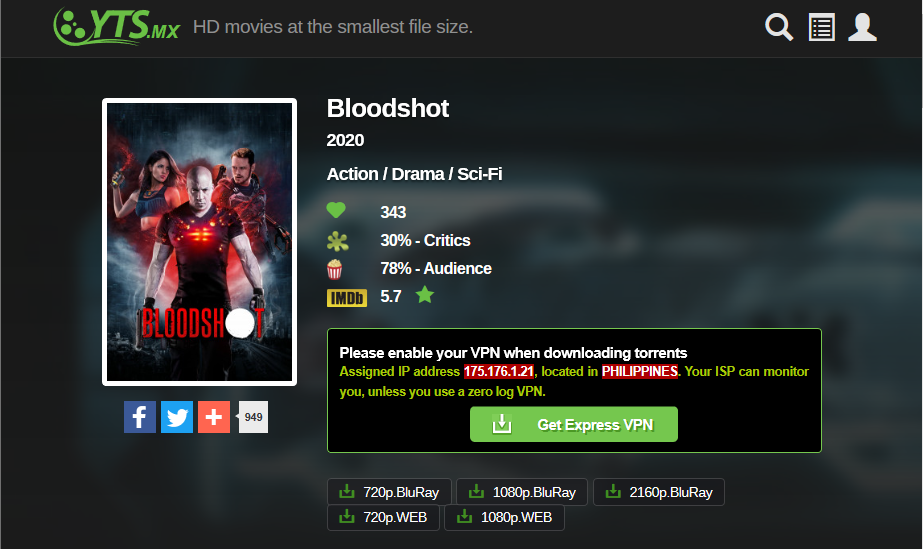 YTS.MX HD movies at the smallest file size.
Bloodshot
2020
Action / Drama / Sci-Fi
343
30% - Critics
78% - Audience
IMDb 5.7
BLOODSHOT
Please enable your VPN when downloading torrents
Assigned IP address 175.176.1.21, located in PHILIPPINES. Your ISP can monitor
you, unless you use a zero log VPN.
Get Express VPN
949
720p.BluRay 1080p.BluRay 2160p.BluRay
720p.WEB 1080p.WEB